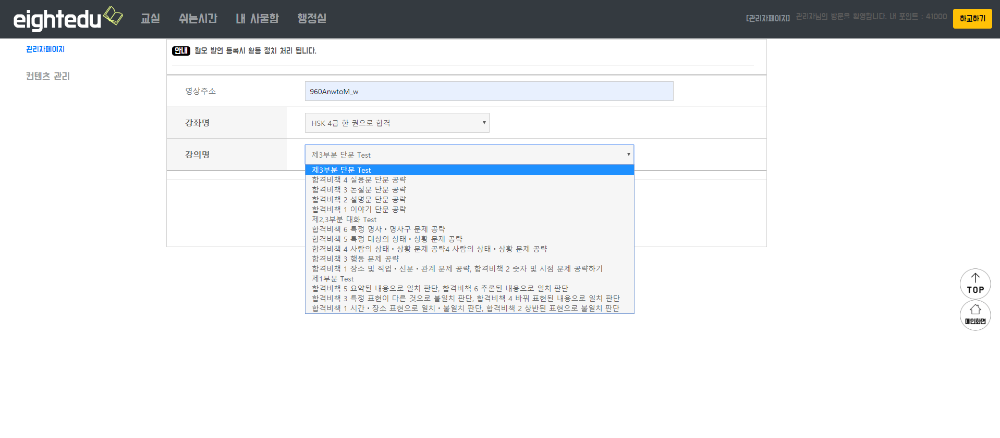 eightedu 교실 쉬는시간 내 사물함 행정실 [관리자페이지] 관리자님의 방문을 환영합니다. 내 포인트 : 41000 하교하기
관리자페이지
컨텐츠 관리
안내 혐오 발언 등록시 활동 정치 처리 됩니다.
영상주소 960AnwtoM_w
강좌명 HSK 4급 한 권으로 합격 ▾
강의명 제3부분 단문 Test ▾
제3부분 단문 Test
합격비책 4 실용문 단문 공략
합격비책 3 논설문 단문 공략
합격비책 2 설명문 단문 공략
합격비책 1 이야기 단문 공략
제2,3부분 대화 Test
합격비책 6 특정 명사・명사구 문제 공략
합격비책 5 특정 대상의 상태・상황 문제 공략
합격비책 4 사람의 상태・상황 문제 공략4 사람의 상태・상황 문제 공략
합격비책 3 행동 문제 공략
합격비책 1 장소 및 직업・신분・관계 문제 공략, 합격비책 2 숫자 및 시점 문제 공략하기
제1부분 Test
합격비책 5 요약된 내용으로 일치 판단, 합격비책 6 추론된 내용으로 일치 판단
합격비책 3 특정 표현이 다른 것으로 불일치 판단, 합격비책 4 바꿔 표현된 내용으로 일치 판단
합격비책 1 시간・장소 표현으로 일치・불일치 판단, 합격비책 2 상반된 표현으로 불일치 판단
TOP
메인화면